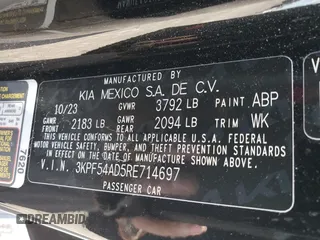 MANUFACTURED BY
KIA MEXICO S.A. DE C.V.
10/23 GVWR 3792 LB PAINT ABP
GAWR FRONT 2183 LB GAWR REAR 2094 LB TRIM WK
THIS VEHICLE CONFORMS TO ALL APPLICABLE U.S. FEDERAL
MOTOR VEHICLE SAFETY, BUMPER, AND THEFT PREVENTION
STANDARDS IN EFFECT ON THE DATE OF MANUFACTURE
SHOWN ABOVE.
V.I.N. 3KPF54AD5RE714697
PASSENGER CAR
7620
DREAMBID